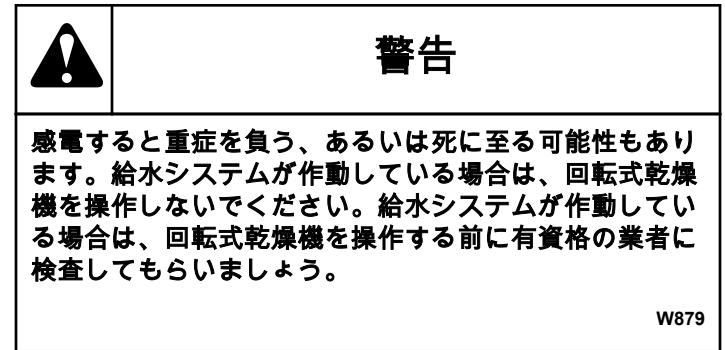 警告
感電すると重症を負う、あるいは死に至る可能性もあり
ます。給水システムが作動している場合は、回転式乾燥
機を操作しないでください。給水システムが作動してい
る場合は、回転式乾燥機を操作する前に有資格の業者に
検査してもらいましょう。
W879